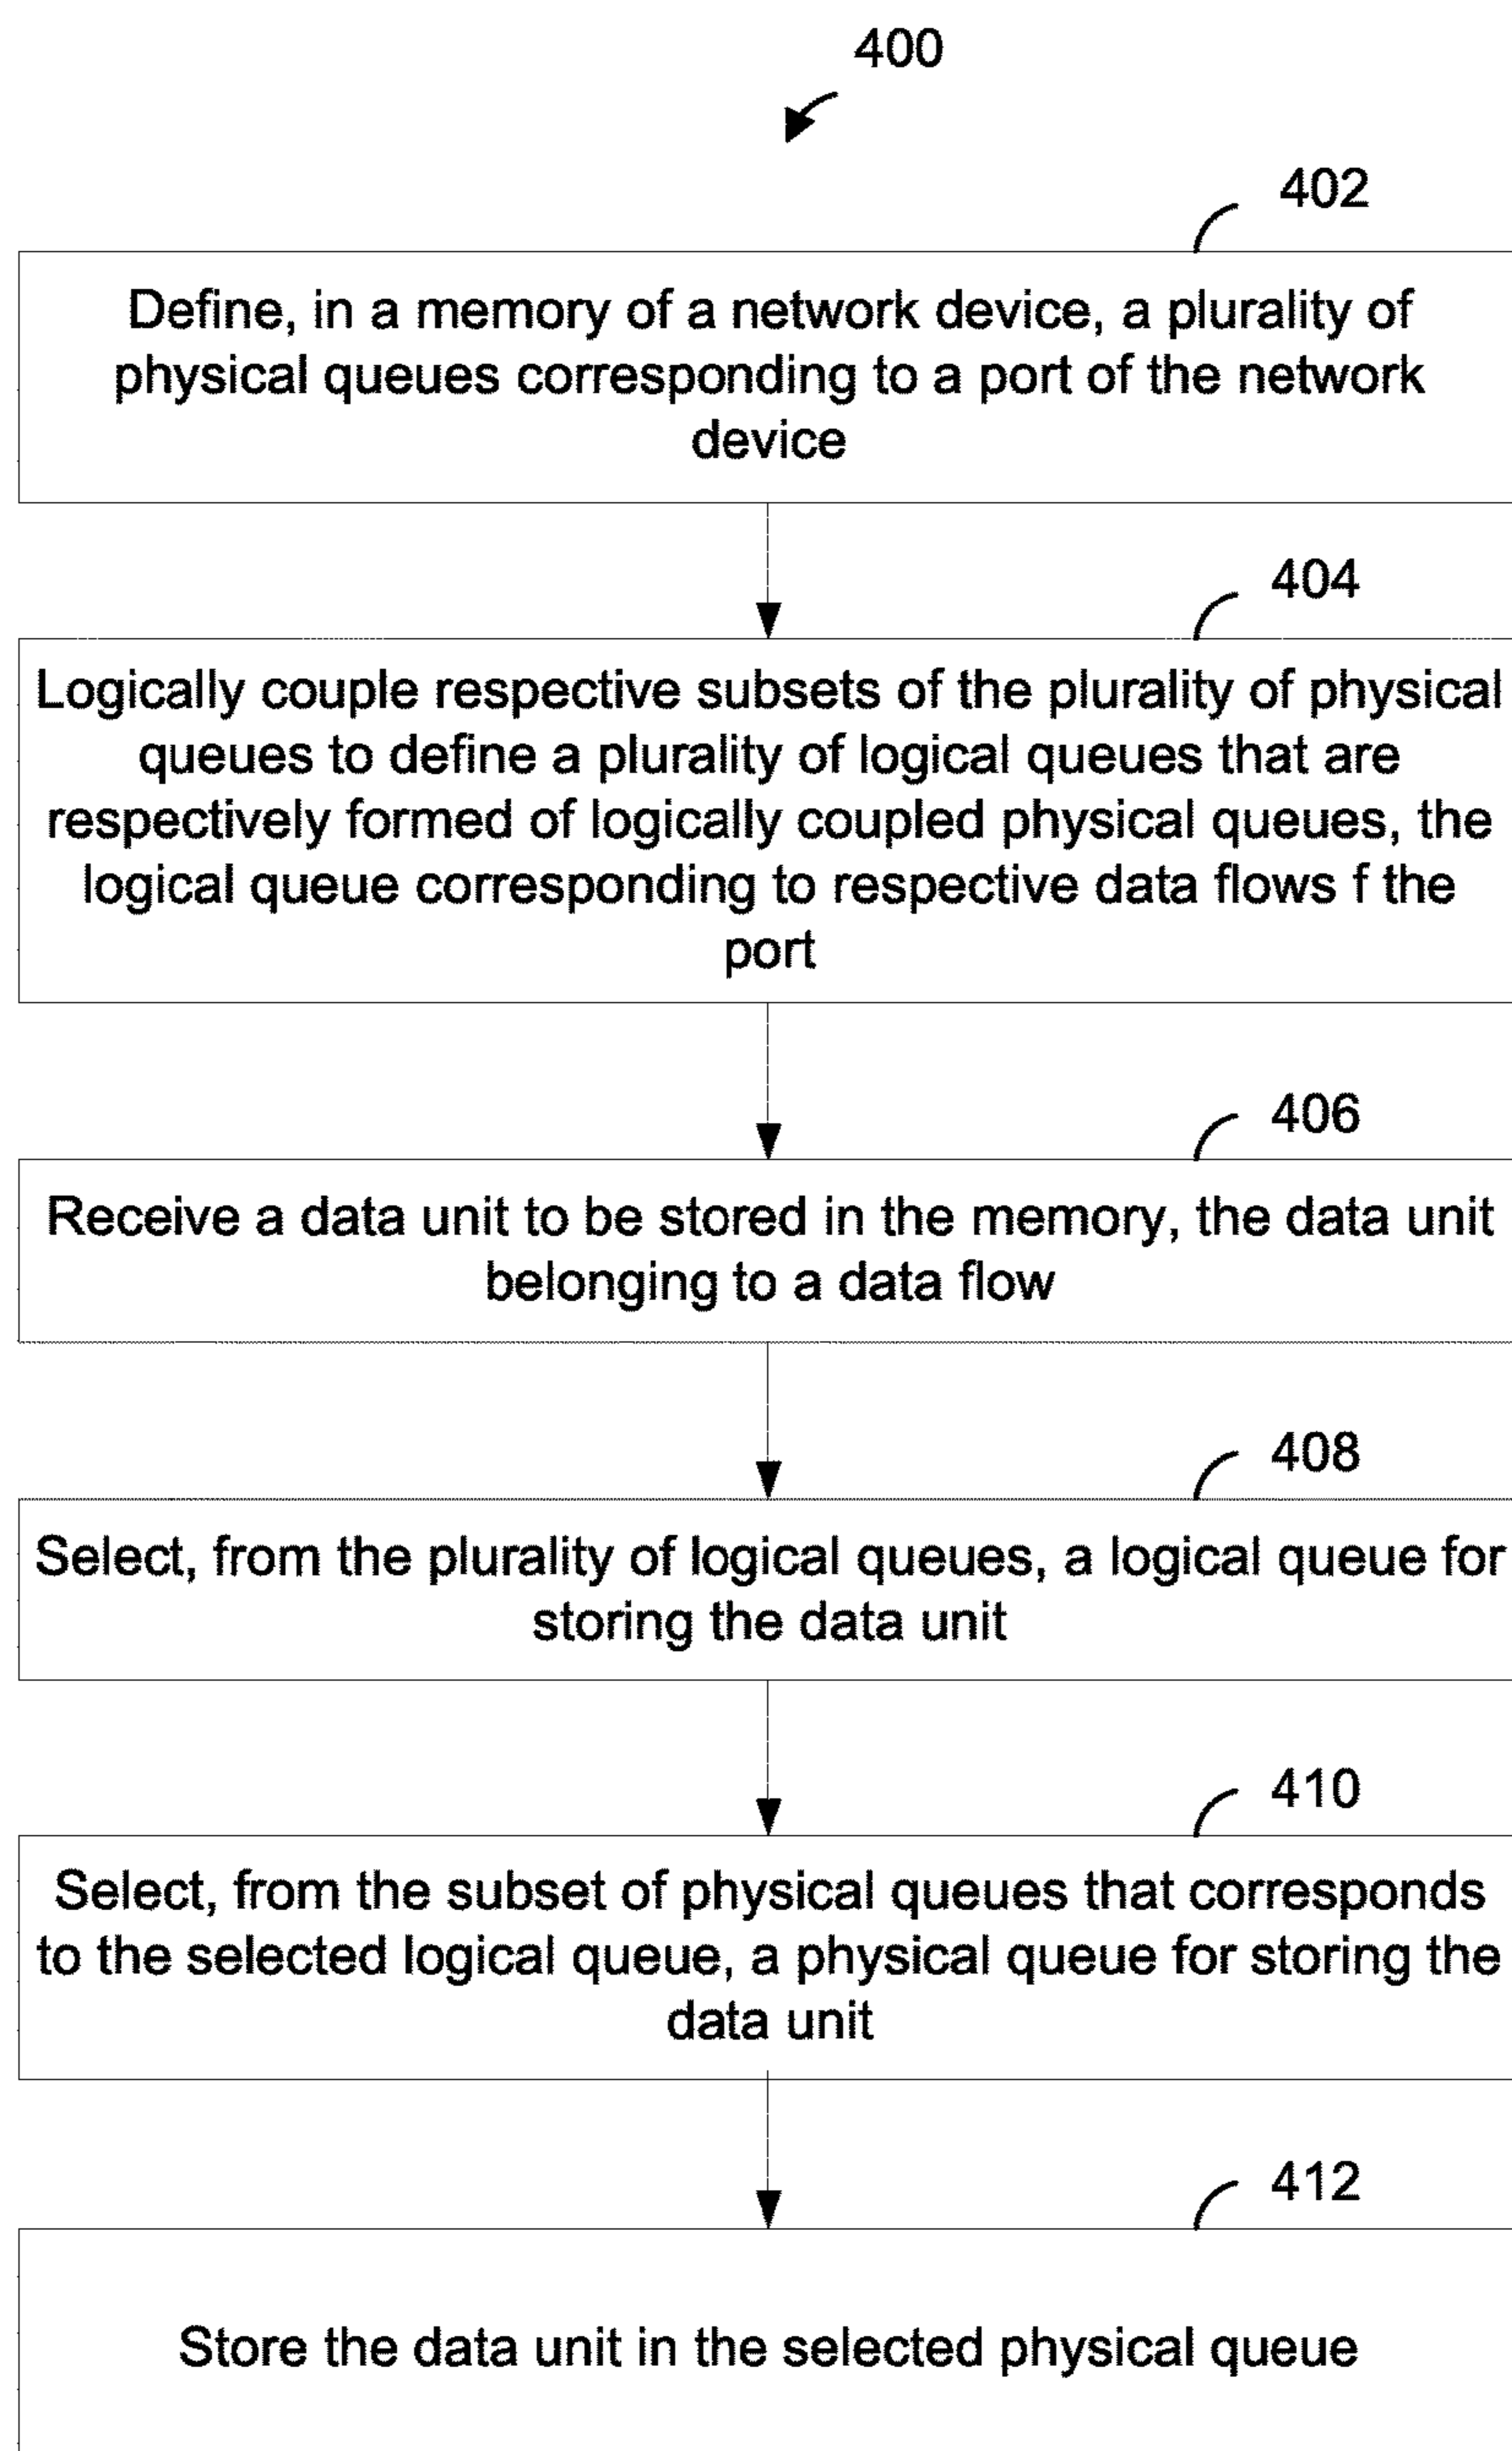 400
402
Define, in a memory of a network device, a plurality of
physical queues corresponding to a port of the network
device
404
Logically couple respective subsets of the plurality of physical
queues to define a plurality of logical queues that are
respectively formed of logically coupled physical queues, the
logical queue corresponding to respective data flows f the
port
406
Receive a data unit to be stored in the memory, the data unit
belonging to a data flow
408
Select, from the plurality of logical queues, a logical queue for
storing the data unit
410
Select, from the subset of physical queues that corresponds
to the selected logical queue, a physical queue for storing the
data unit
412
Store the data unit in the selected physical queue